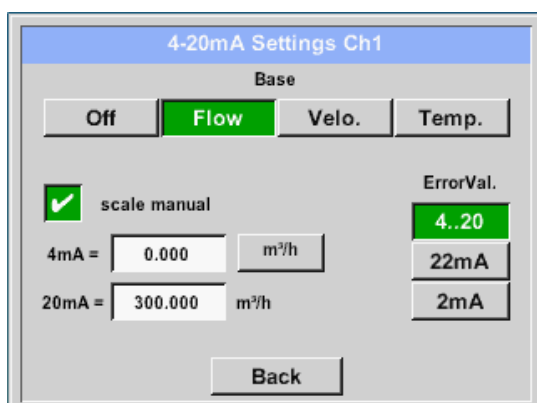 4-20mA Settings Ch1
Base
Off Flow Velo. Temp.
ErrorVal.
scale manual
4..20
4mA = 0.000 m³/h
22mA
20mA = 300.000 m³/h
2mA
Back